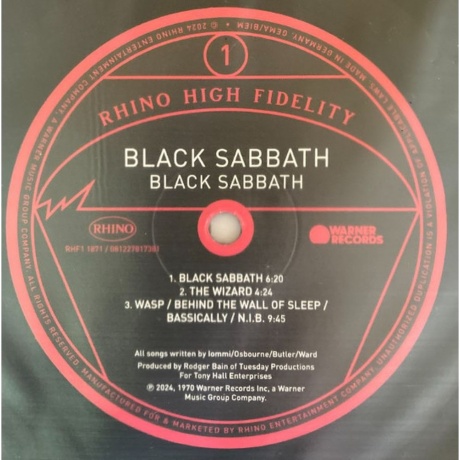 1
RHINO HIGH FIDELITY
BLACK SABBATH
BLACK SABBATH
RHINO
WARNER
RECORDS
RHF1 1871 /
1. BLACK SABBATH 6:20
2. THE WIZARD 4:24
3. WASP / BEHIND THE WALL OF SLEEP /
BASSICALLY / N.I.B. 9:45
All songs written by Iommi/Osbourne/Butler/Ward
Produced by Rodger Bain of Tuesday Productions
For Tony Hall Enterprises
℗ 2024, 1970 Warner Records Inc, a Warner
Music Group Company.
© 2024 RHINO ENTERTAINMENT COMPANY, A WARNER MUSIC GROUP COMPANY. ALL RIGHTS RESERVED. MANUFACTURED FOR & MARKETED BY RHINO ENTERTAINMENT COMPANY. UNAUTHORIZED DUPLICATION IS A VIOLATION OF APPLICABLE LAWS. MADE IN GERMANY. GEMA/BIEM